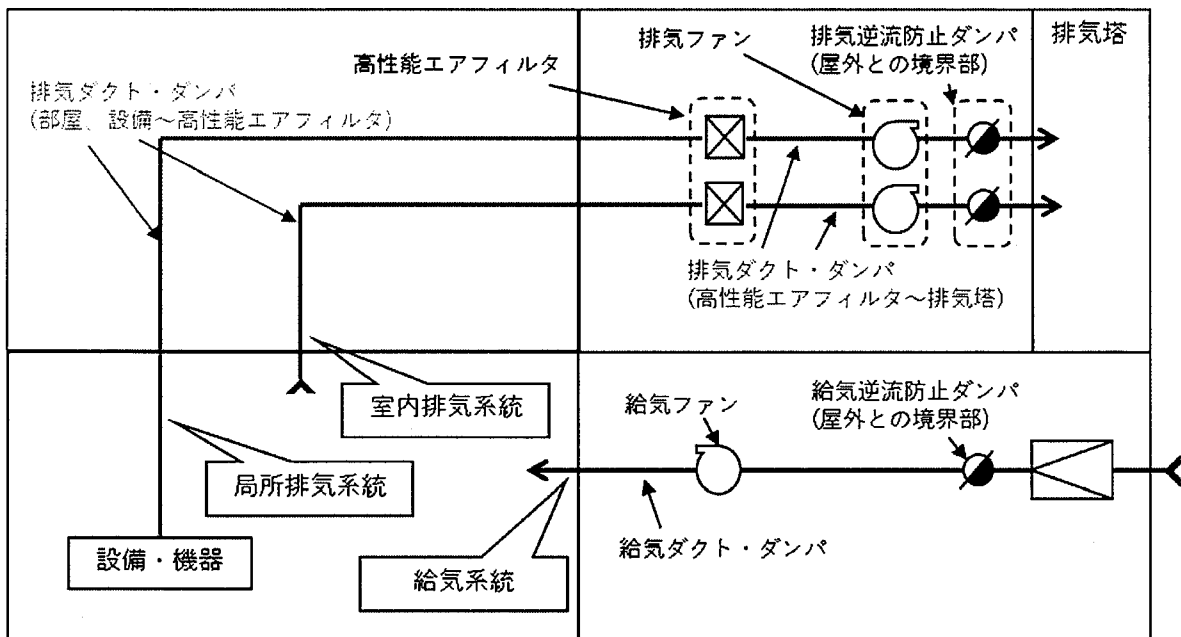 排気ファン
排気逆流防止ダンパ
(屋外との境界部)
排気塔
高性能エアフィルタ
排気ダクト・ダンパ
(部屋、設備～高性能エアフィルタ)
排気ダクト・ダンパ
(高性能エアフィルタ～排気塔)
室内排気系統
給気ファン
給気逆流防止ダンパ
(屋外との境界部)
局所排気系統
設備・機器
給気系統
給気ダクト・ダンパ